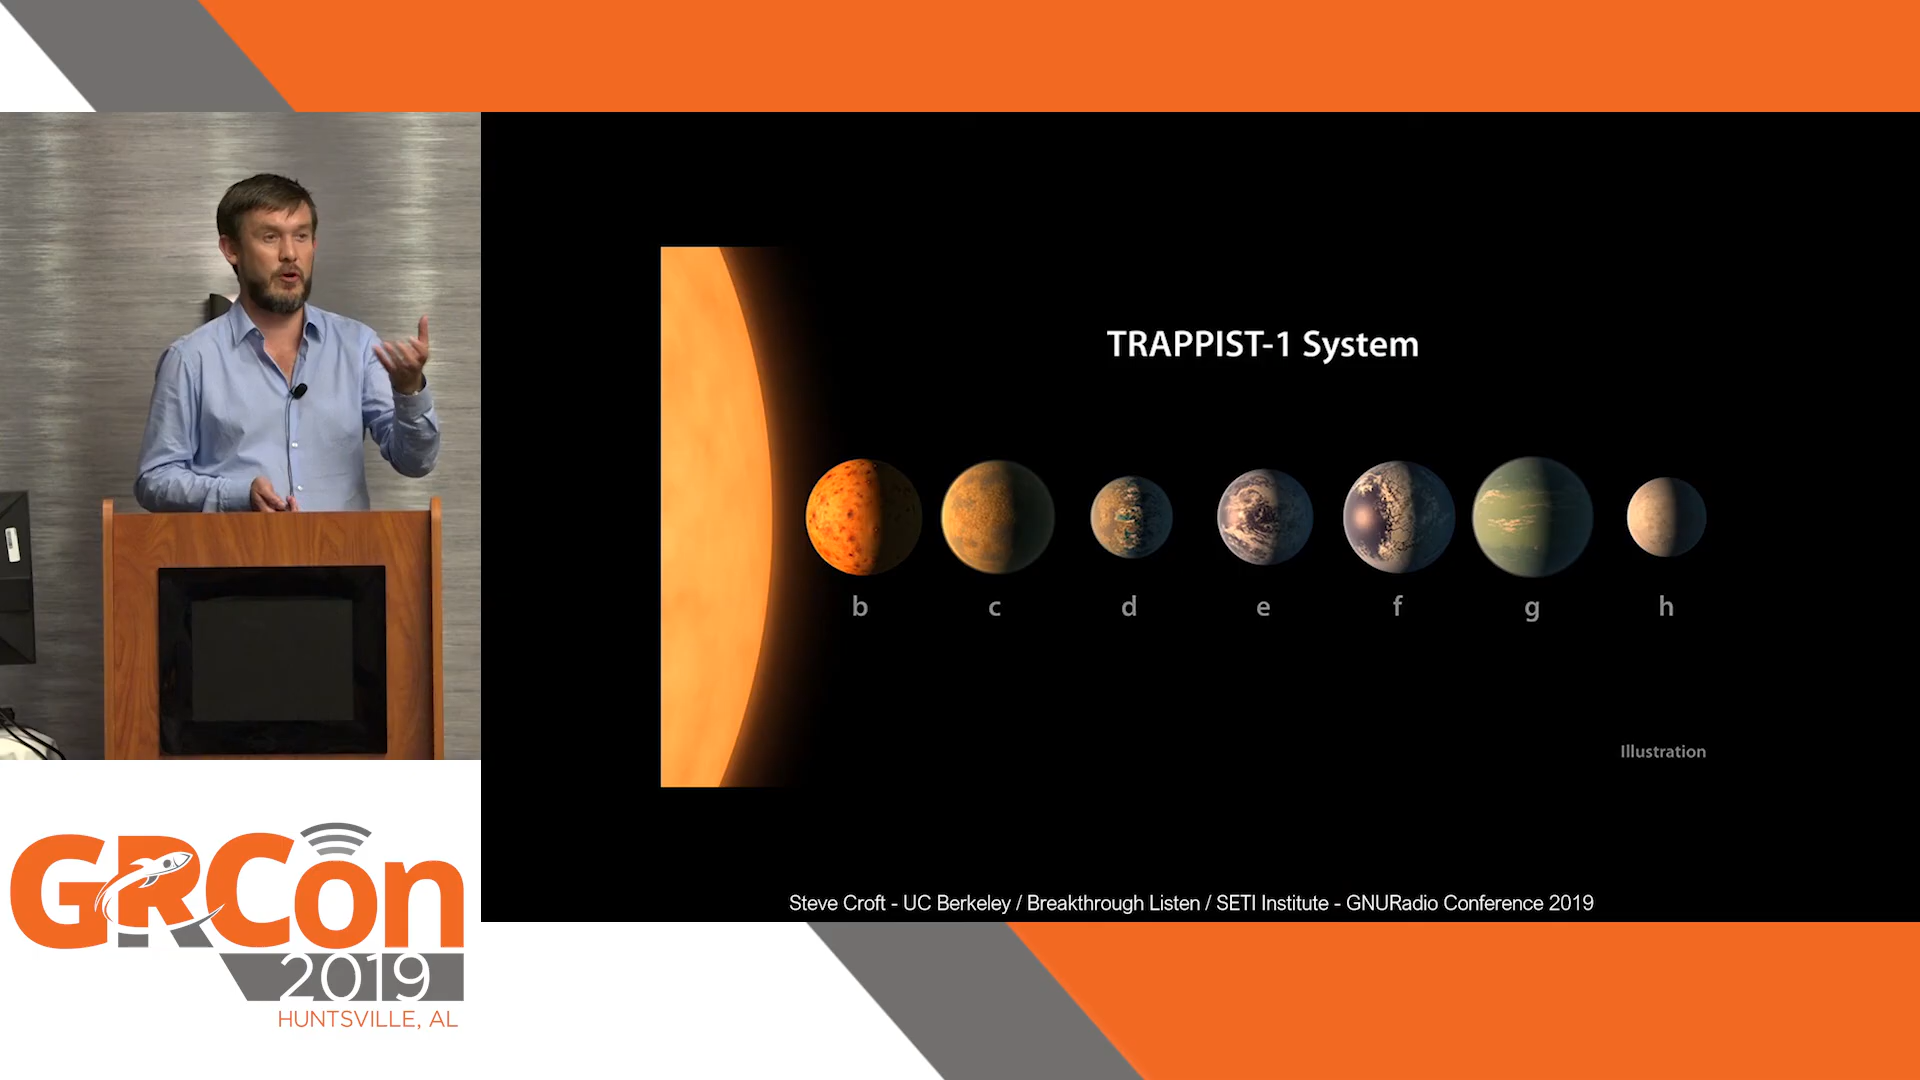 TRAPPIST-1 System
b c d e f g h
Illustration
Steve Croft - UC Berkeley / Breakthrough Listen / SETI Institute - GNURadio Conference 2019
GRCon
2019
HUNTSVILLE, AL